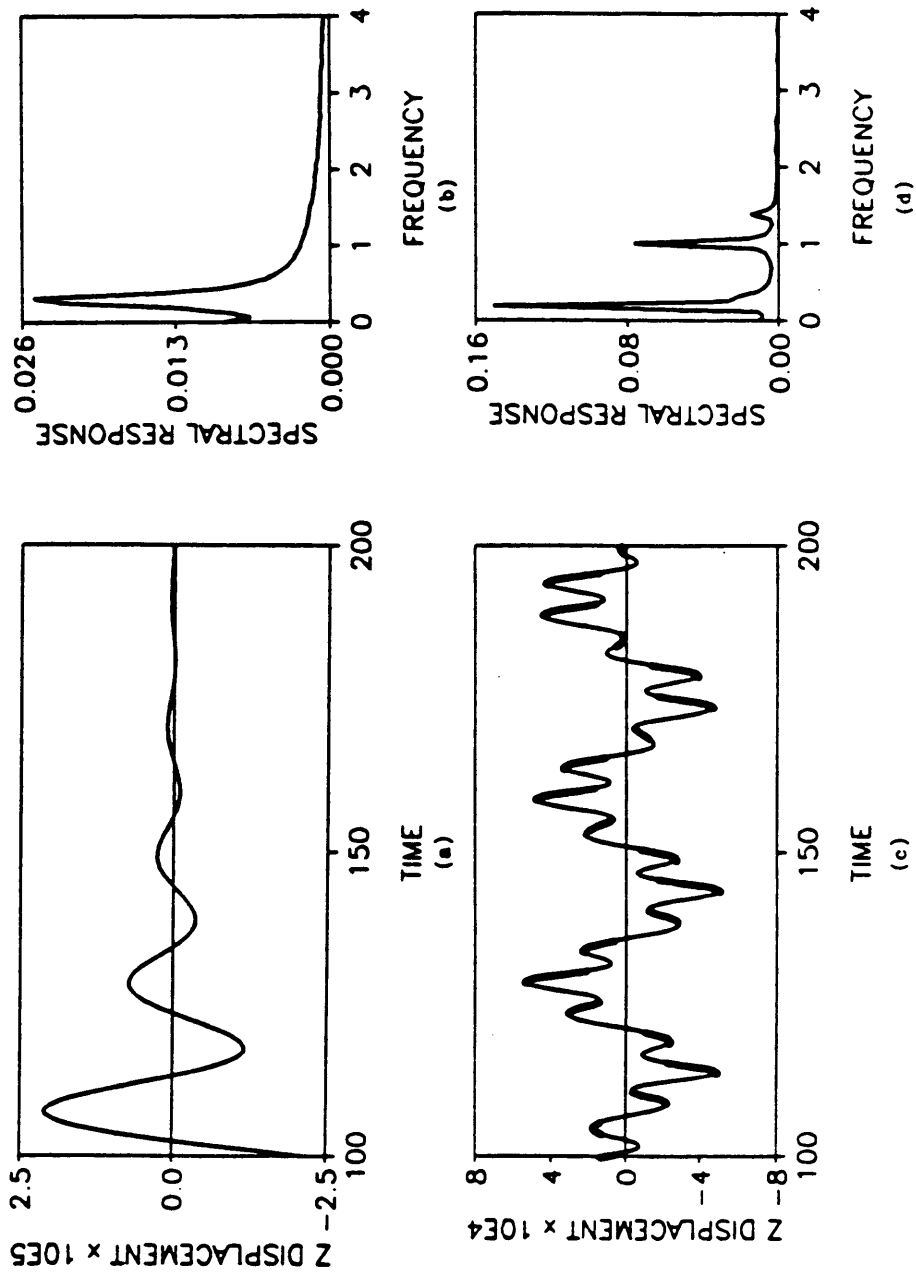 Z DISPLACEMENT x 10E5
2.5
0.0
-2.5
100
150
200
TIME
(a)
SPECTRAL RESPONSE
0.026
0.013
0.000
0
1
2
3
4
FREQUENCY
(b)
Z DISPLACEMENT x 10E4
8
4
0
-4
-8
100
150
200
TIME
(c)
SPECTRAL RESPONSE
0.16
0.08
0.00
0
1
2
3
4
FREQUENCY
(d)